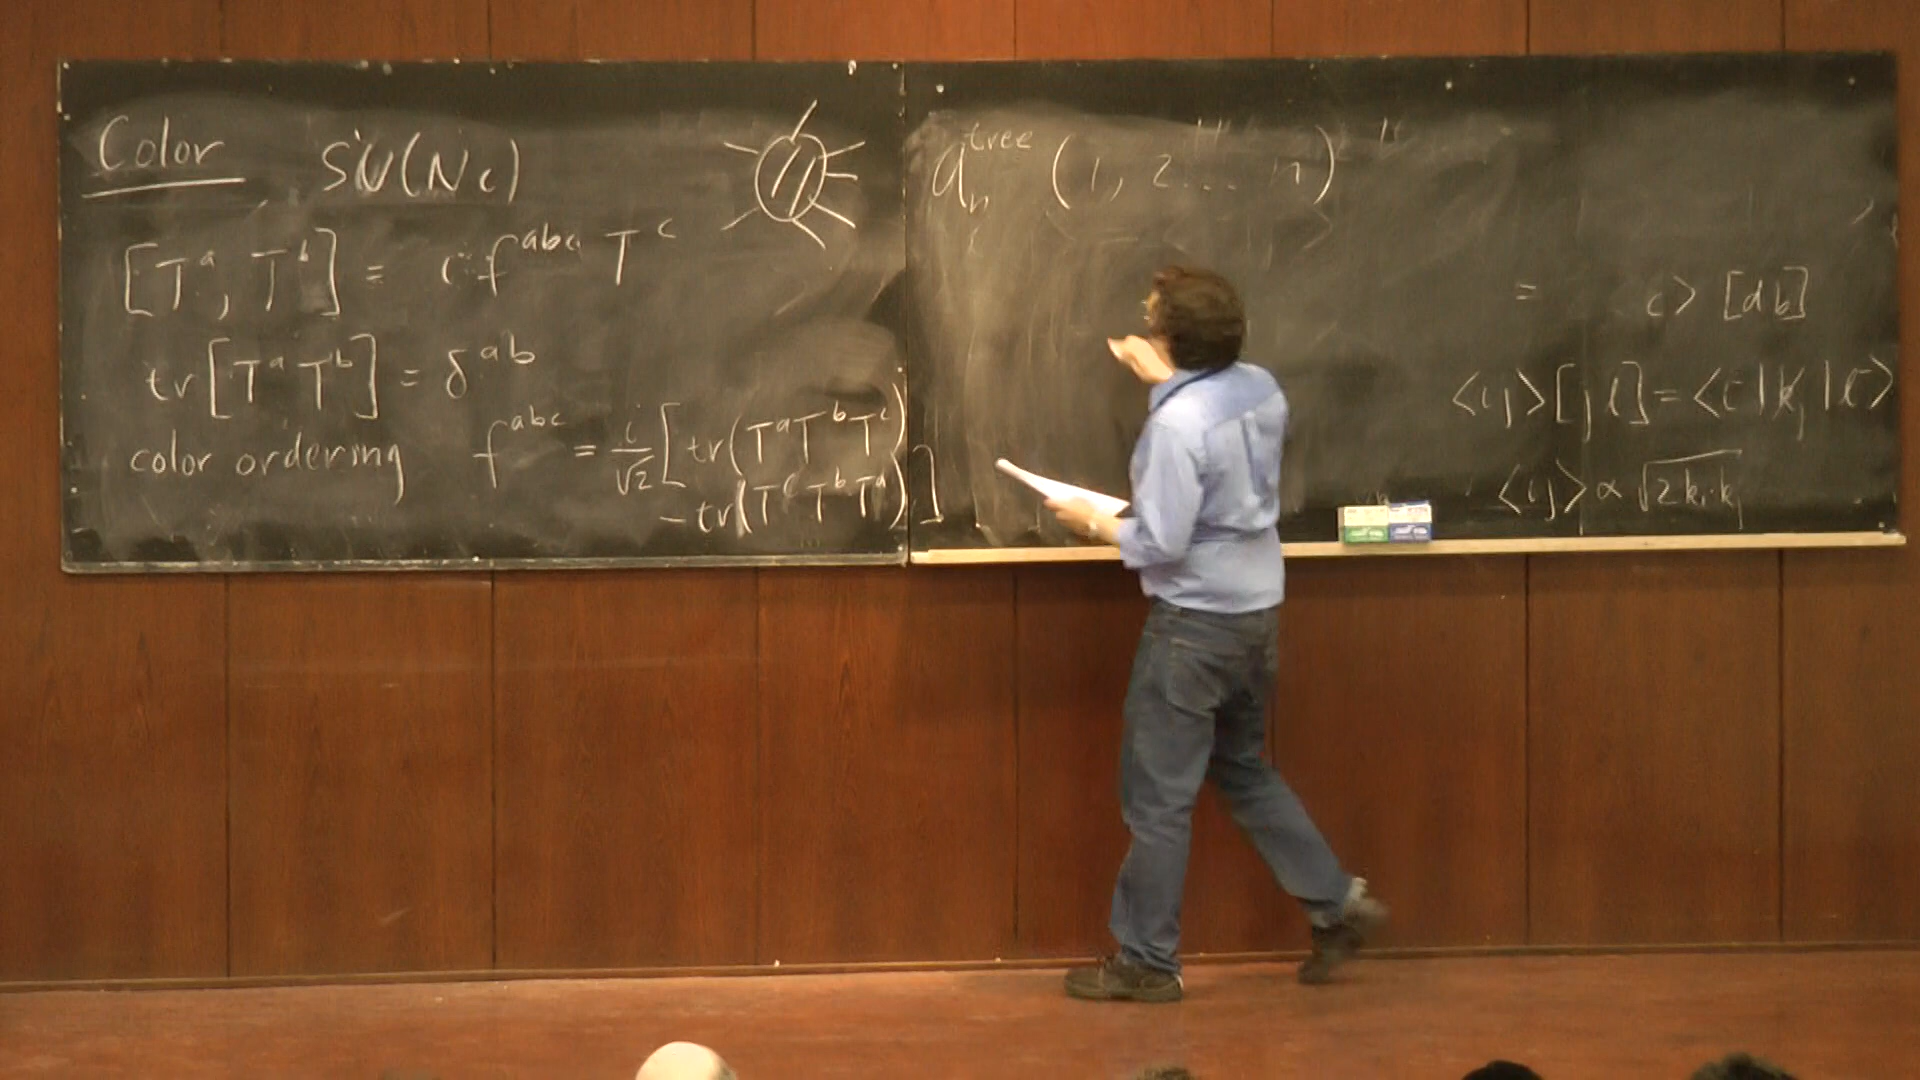 Color SU(Nc)
[T^a, T^b] = i f^{abc} T^c
tr[T^a T^b] = δ^{ab}
color ordering f^{abc} = i/√2 [tr(T^a T^b T^c)
- tr(T^c T^b T^a)]
a_n^{tree} (1, 2 ... n)
= c> [db]
<ij>[jl] = <i|k̸_j|l>
<ij> ∝ √2k_i·k_j